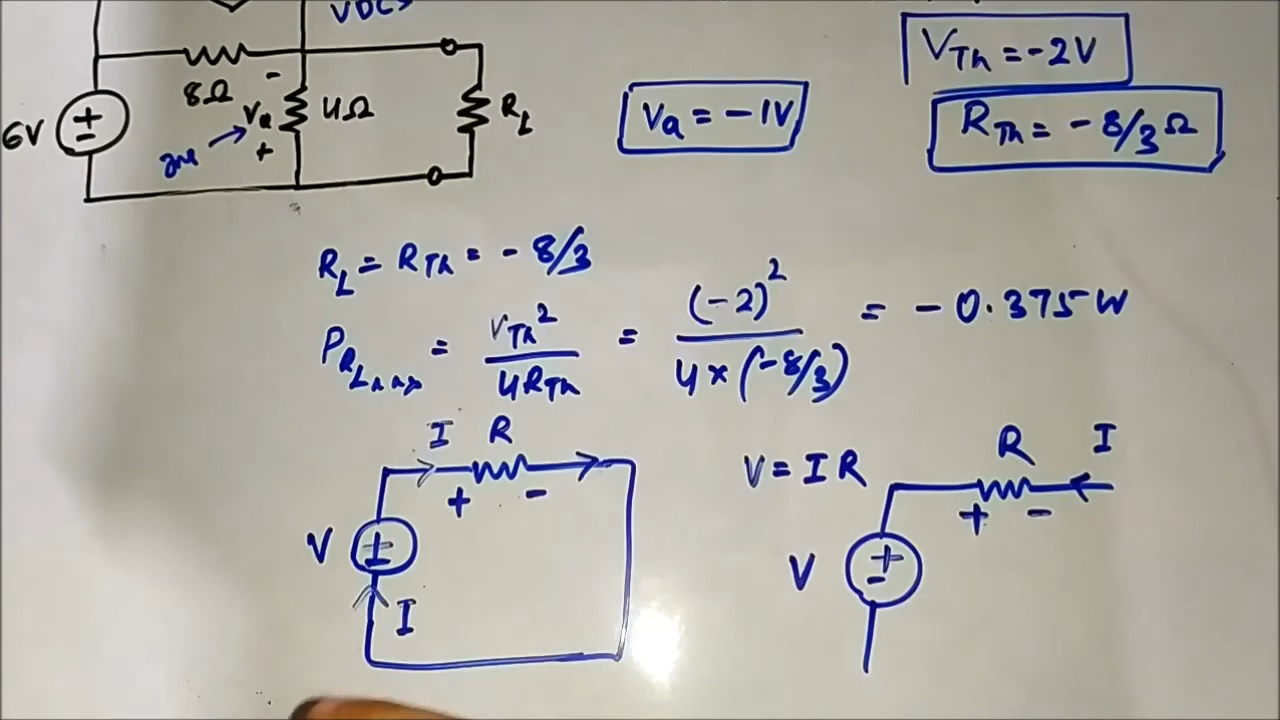 VDCS
6V
8Ω
-
Va
+
4Ω
RL
Va = -1V
VTh = -2V
RTh = -8/3Ω
RL = RTh = -8/3
PRLmax = VTh² / 4RTh = (-2)² / 4×(-8/3) = -0.375W
I R
+ -
V
I
V = IR
R I
+ -
V